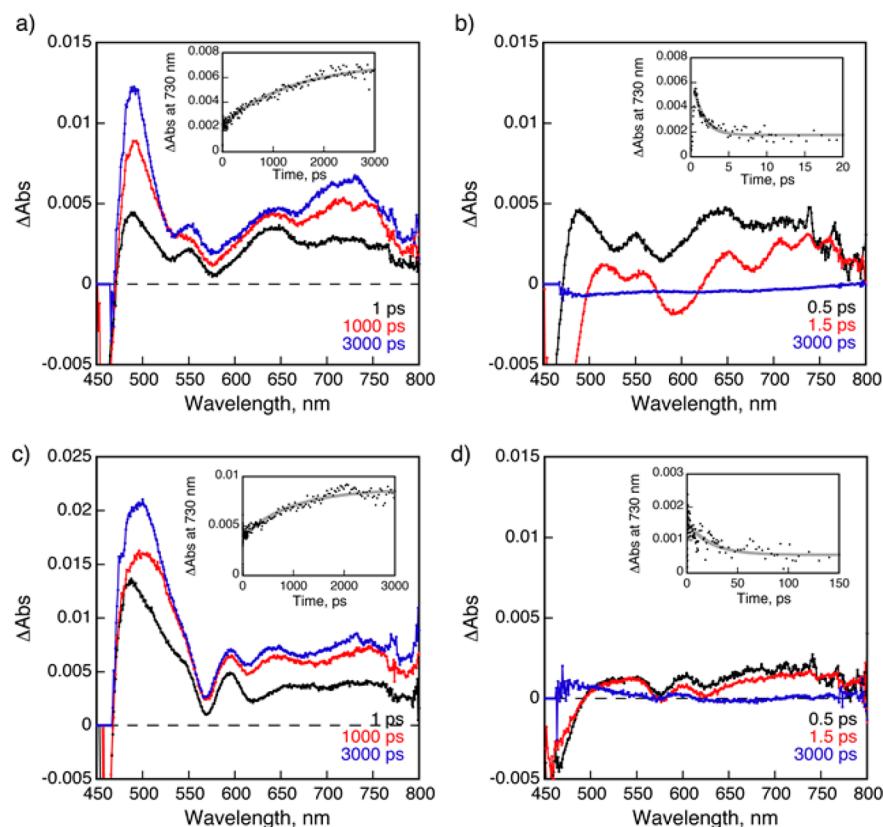 a)
0.015
0.01
0.005
0
-0.005
ΔAbs
450 500 550 600 650 700 750 800
Wavelength, nm
1 ps
1000 ps
3000 ps
0.008
0.006
0.004
0.002
0
ΔAbs at 730 nm
0 1000 2000 3000
Time, ps
b)
0.015
0.01
0.005
0
-0.005
ΔAbs
450 500 550 600 650 700 750 800
Wavelength, nm
0.5 ps
1.5 ps
3000 ps
0.008
0.006
0.004
0.002
0
ΔAbs at 730 nm
0 5 10 15 20
Time, ps
c)
0.025
0.02
0.015
0.01
0.005
0
-0.005
ΔAbs
450 500 550 600 650 700 750 800
Wavelength, nm
1 ps
1000 ps
3000 ps
0.01
0.005
0
ΔAbs at 730 nm
0 1000 2000 3000
Time, ps
d)
0.015
0.01
0.005
0
-0.005
ΔAbs
450 500 550 600 650 700 750 800
Wavelength, nm
0.5 ps
1.5 ps
3000 ps
0.003
0.002
0.001
0
ΔAbs at 730 nm
0 50 100 150
Time, ps